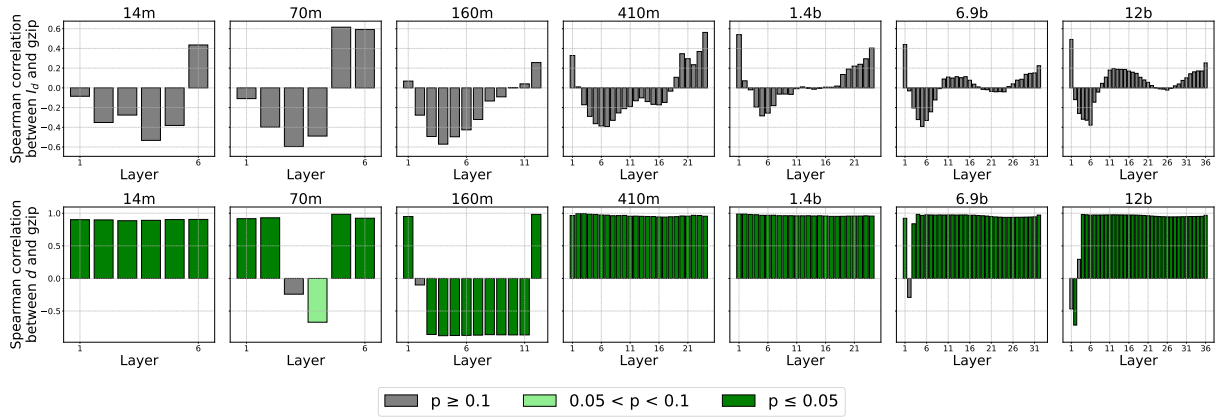 14m 70m 160m 410m 1.4b 6.9b 12b
Spearman correlation
between I_d and gzip
0.6
0.4
0.2
0.0
−0.2
−0.4
−0.6
1 6 1 6 1 6 11 1 6 11 16 21 1 6 11 16 21 1 6 11 16 21 26 31 1 6 11 16 21 26 31 36
Layer Layer Layer Layer Layer Layer Layer
14m 70m 160m 410m 1.4b 6.9b 12b
Spearman correlation
between d and gzip
1.0
0.5
0.0
−0.5
1 6 1 6 1 6 11 1 6 11 16 21 1 6 11 16 21 1 6 11 16 21 26 31 1 6 11 16 21 26 31 36
Layer Layer Layer Layer Layer Layer Layer
p ≥ 0.1 0.05 < p < 0.1 p ≤ 0.05